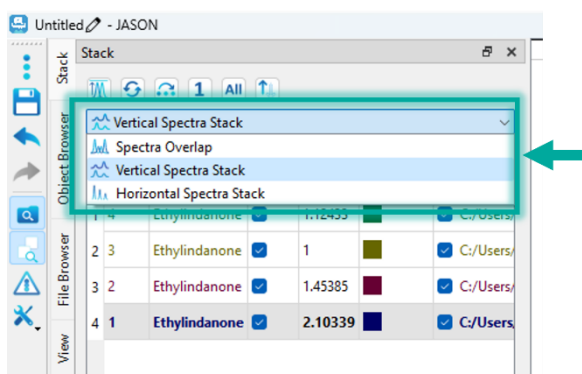 Untitled - JASON
Stack
Stack
1 All
Vertical Spectra Stack
Spectra Overlap
Vertical Spectra Stack
Horizontal Spectra Stack
1 4 Ethylindanone 1.12433 C:/Users/
2 3 Ethylindanone 1 C:/Users/
3 2 Ethylindanone 1.45385 C:/Users/
4 1 Ethylindanone 2.10339 C:/Users,
Object Browser
File Browser
View